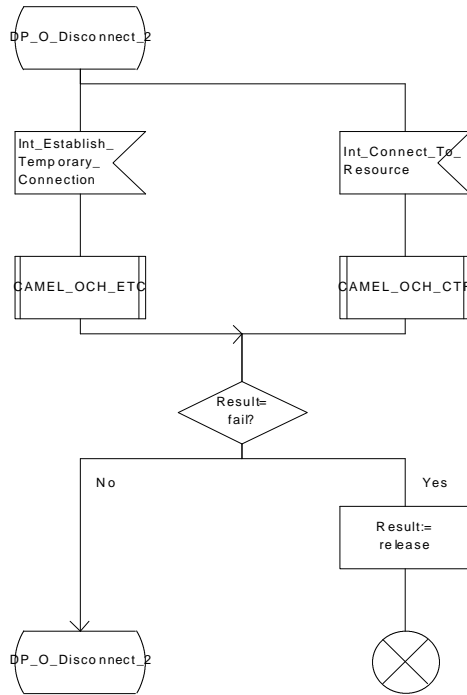 DP_O_Disconnect_2
Int_Establish_
Temporary_
Connection
Int_Connect_To_
Resource
CAMEL_OCH_ETC
CAMEL_OCH_CTR
Result=
fail?
No
Yes
Result:=
release
DP_O_Disconnect_2